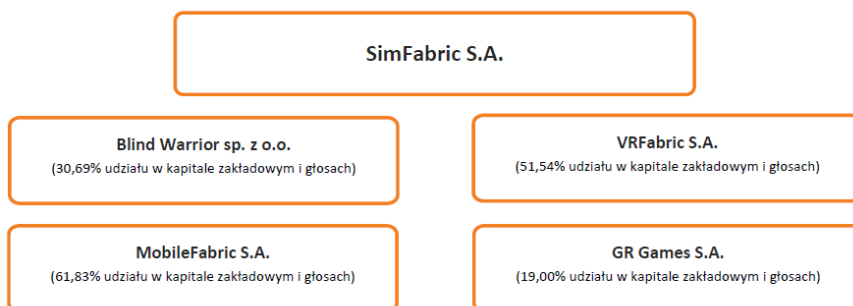 SimFabric S.A.
Blind Warrior sp. z o.o.
(30,69% udziału w kapitale zakładowym i głosach)
VRFabric S.A.
(51,54% udziału w kapitale zakładowym i głosach)
MobileFabric S.A.
(61,83% udziału w kapitale zakładowym i głosach)
GR Games S.A.
(19,00% udziału w kapitale zakładowym i głosach)